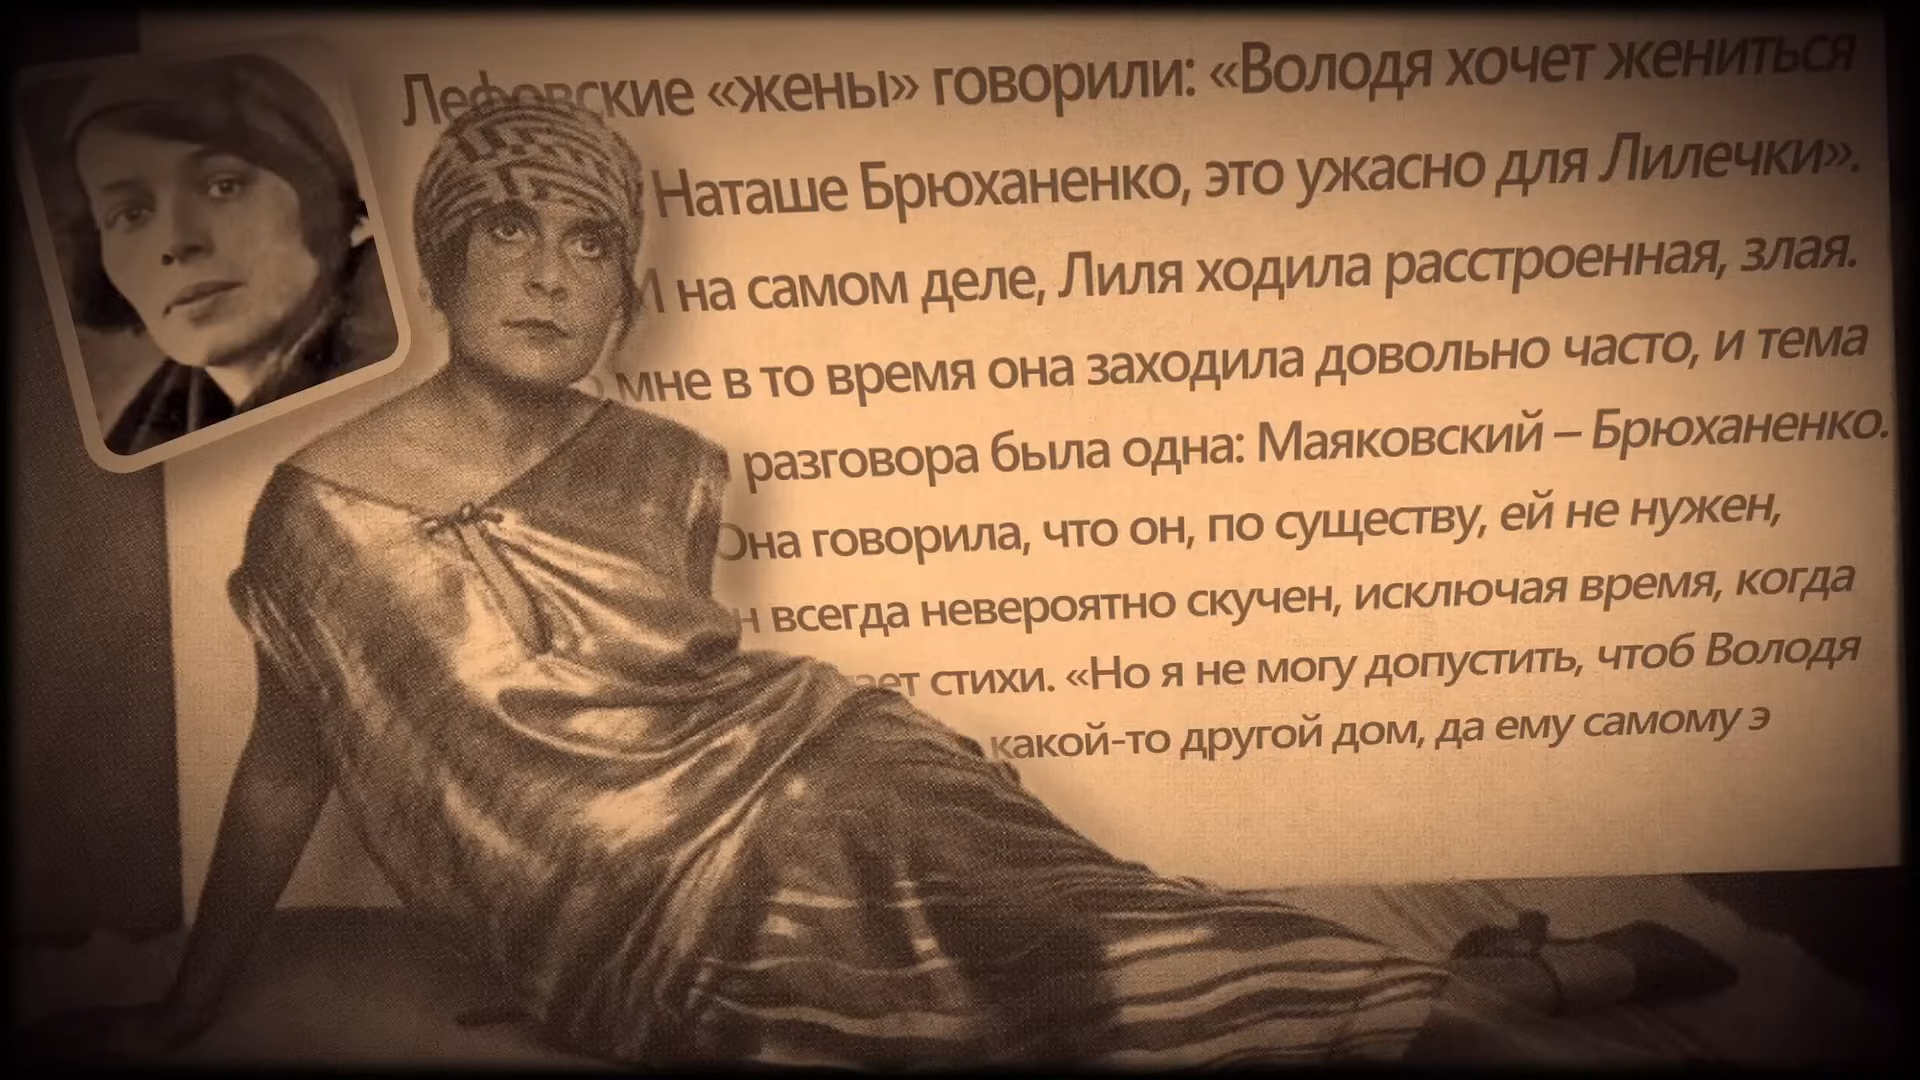 Лефовские «жены» говорили: «Володя хочет жениться
Наташе Брюханенко, это ужасно для Лилечки».
И на самом деле, Лиля ходила расстроенная, злая.
мне в то время она заходила довольно часто, и тема
разговора была одна: Маяковский – Брюханенко.
Она говорила, что он, по существу, ей не нужен,
всегда невероятно скучен, исключая время, когда
стихи. «Но я не могу допустить, чтоб Володя
какой-то другой дом, да ему самому э